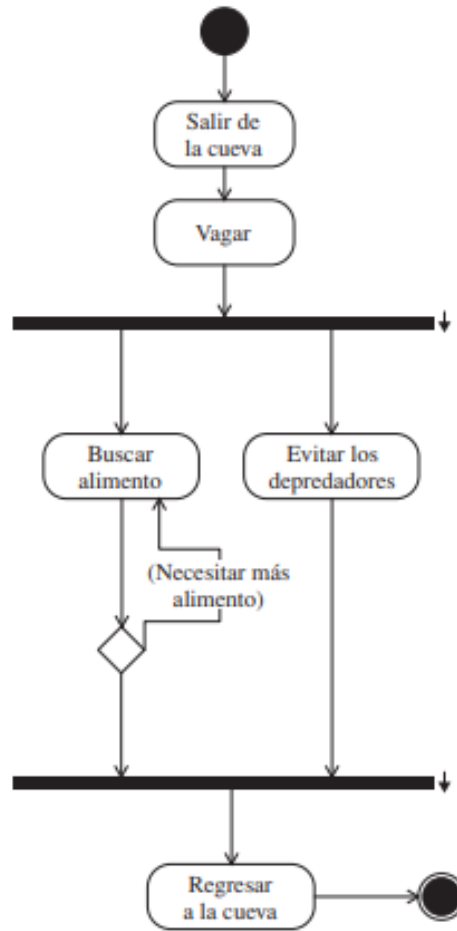 Salir de
la cueva
Vagar
Buscar
alimento
Evitar los
depredadores
(Necesitar más
alimento)
Regresar
a la cueva